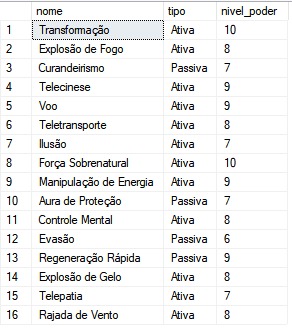 nome tipo nivel_poder
1 Transformação Ativa 10
2 Explosão de Fogo Ativa 8
3 Curandeirismo Passiva 7
4 Telecinese Ativa 9
5 Voo Ativa 9
6 Teletransporte Ativa 8
7 Ilusão Ativa 7
8 Força Sobrenatural Ativa 10
9 Manipulação de Energia Ativa 9
10 Aura de Proteção Passiva 7
11 Controle Mental Ativa 8
12 Evasão Passiva 6
13 Regeneração Rápida Passiva 9
14 Explosão de Gelo Ativa 8
15 Telepatia Ativa 7
16 Rajada de Vento Ativa 8